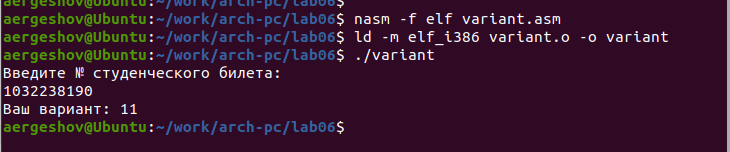 aergeshov@Ubuntu:~/work/arch-pc/lab06$ nasm -f elf variant.asm
aergeshov@Ubuntu:~/work/arch-pc/lab06$ ld -m elf_i386 variant.o -o variant
aergeshov@Ubuntu:~/work/arch-pc/lab06$ ./variant
Введите № студенческого билета:
1032238190
Ваш вариант: 11
aergeshov@Ubuntu:~/work/arch-pc/lab06$